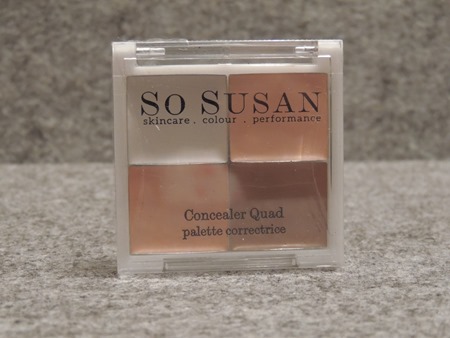 SO SUSAN
skincare . colour . performance
Concealer Quad
palette correctrice